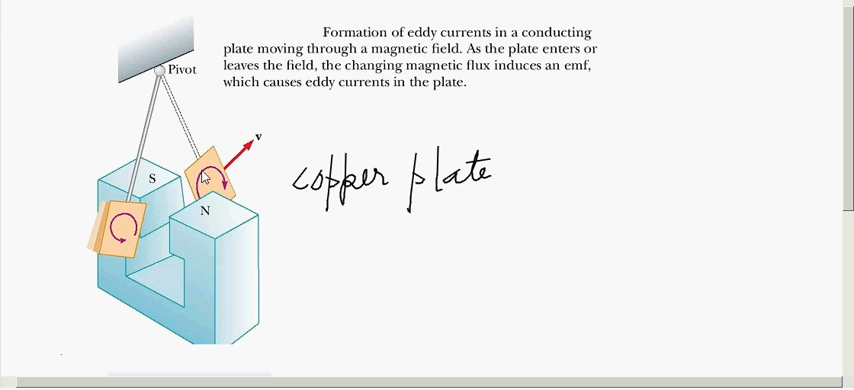 Formation of eddy currents in a conducting
plate moving through a magnetic field. As the plate enters or
leaves the field, the changing magnetic flux induces an emf,
which causes eddy currents in the plate.
Pivot
v
S
N
copper plate